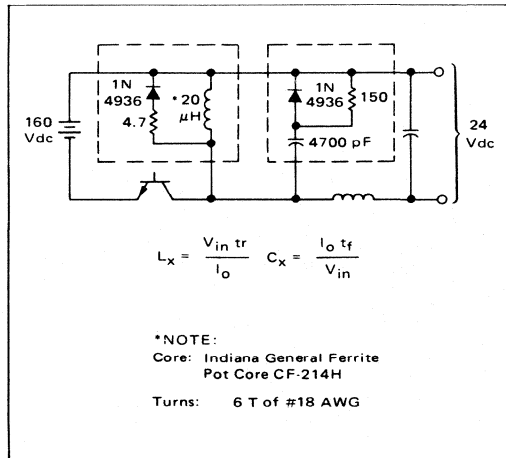 1N
4936
*20
μH
4.7
160
Vdc
1N
4936
150
4700 pF
24
Vdc
Lx = Vin tr / Io Cx = Io tf / Vin
*NOTE:
Core: Indiana General Ferrite
Pot Core CF-214H
Turns: 6 T of #18 AWG